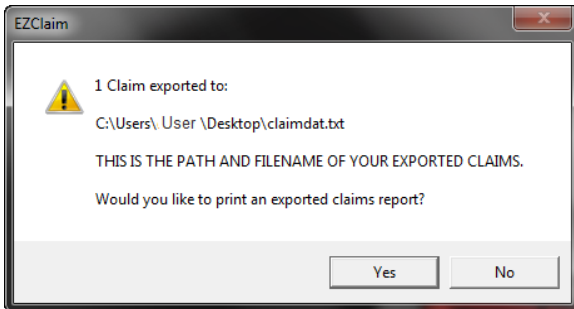 EZClaim
1 Claim exported to:
C:\Users\ User \Desktop\claimdat.txt
THIS IS THE PATH AND FILENAME OF YOUR EXPORTED CLAIMS.
Would you like to print an exported claims report?
Yes
No